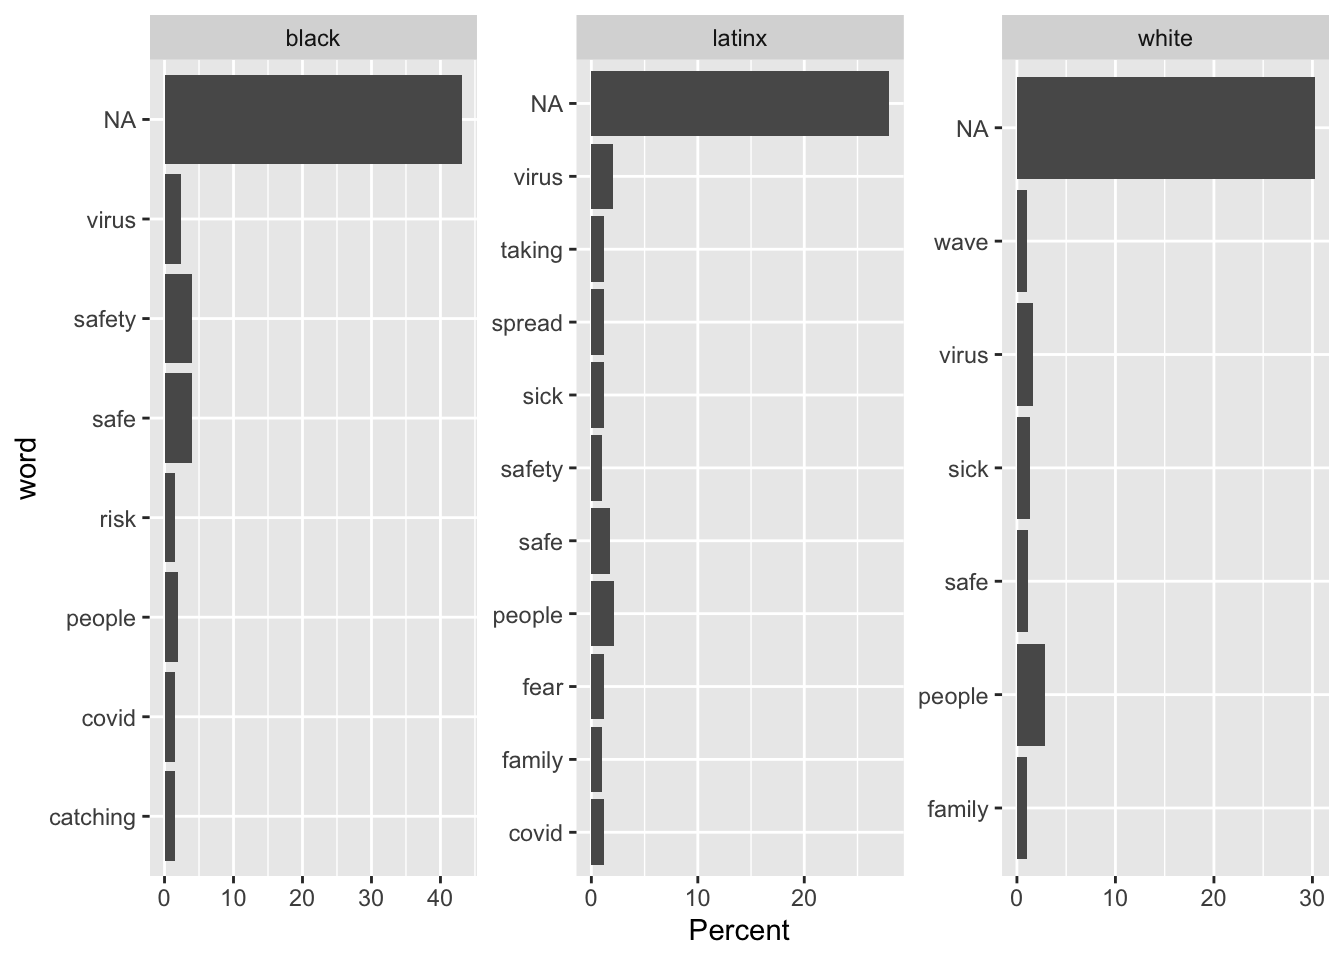 black
latinx
white
word
NA
virus
safety
safe
risk
people
covid
catching
0 10 20 30 40
NA
virus
taking
spread
sick
safety
safe
people
fear
family
covid
0 10 20
NA
wave
virus
sick
safe
people
family
0 10 20 30
Percent